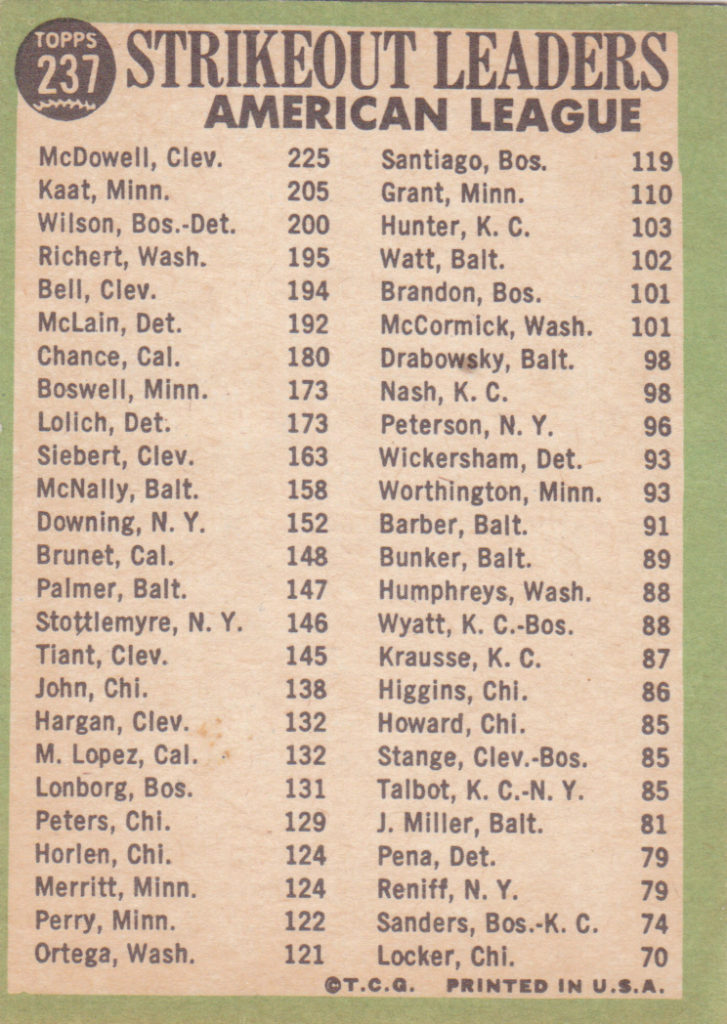 TOPPS
237
STRIKEOUT LEADERS
AMERICAN LEAGUE
McDowell, Clev. 225
Kaat, Minn. 205
Wilson, Bos.-Det. 200
Richert, Wash. 195
Bell, Clev. 194
McLain, Det. 192
Chance, Cal. 180
Boswell, Minn. 173
Lolich, Det. 173
Siebert, Clev. 163
McNally, Balt. 158
Downing, N. Y. 152
Brunet, Cal. 148
Palmer, Balt. 147
Stottlemyre, N. Y. 146
Tiant, Clev. 145
John, Chi. 138
Hargan, Clev. 132
M. Lopez, Cal. 132
Lonborg, Bos. 131
Peters, Chi. 129
Horlen, Chi. 124
Merritt, Minn. 124
Perry, Minn. 122
Ortega, Wash. 121
Santiago, Bos. 119
Grant, Minn. 110
Hunter, K. C. 103
Watt, Balt. 102
Brandon, Bos. 101
McCormick, Wash. 101
Drabowsky, Balt. 98
Nash, K. C. 98
Peterson, N. Y. 96
Wickersham, Det. 93
Worthington, Minn. 93
Barber, Balt. 91
Bunker, Balt. 89
Humphreys, Wash. 88
Wyatt, K. C.-Bos. 88
Krausse, K. C. 87
Higgins, Chi. 86
Howard, Chi. 85
Stange, Clev.-Bos. 85
Talbot, K. C.-N. Y. 85
J. Miller, Balt. 81
Pena, Det. 79
Reniff, N. Y. 79
Sanders, Bos.-K. C. 74
Locker, Chi. 70
©T.C.G. PRINTED IN U.S.A.